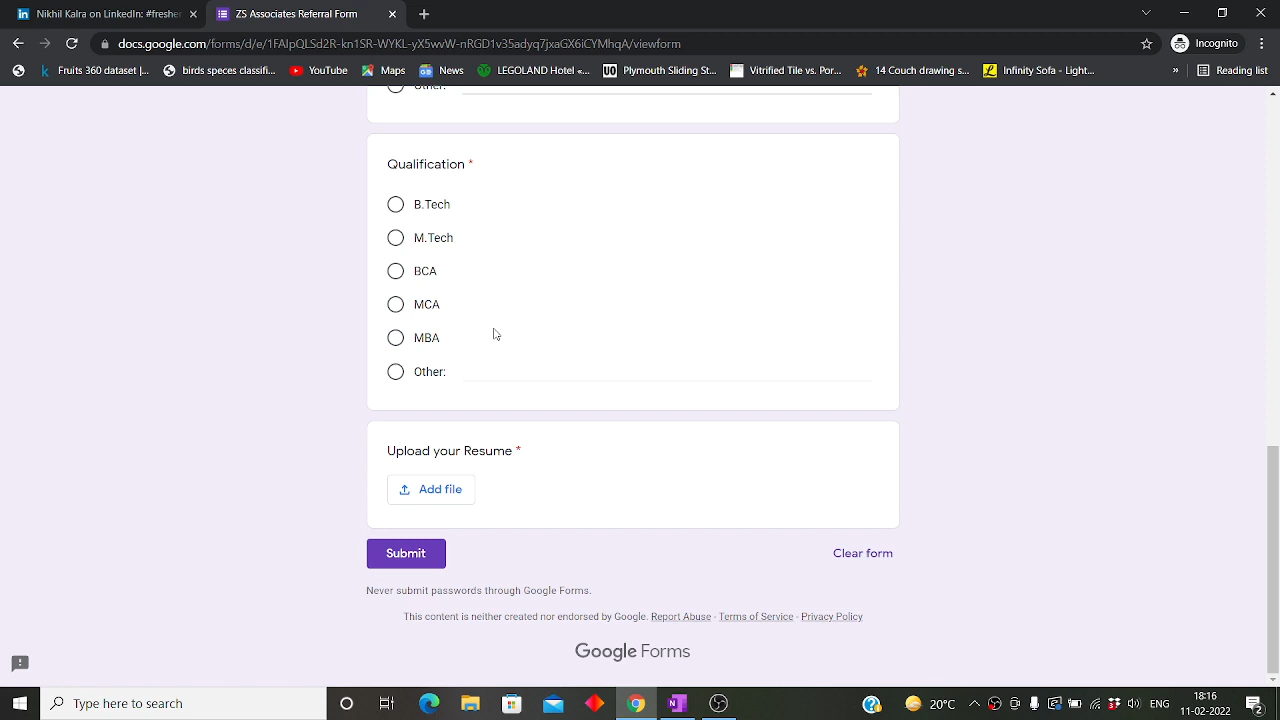 Nikhil Kalra on LinkedIn: #freshe
ZS Associates Referral Form
docs.google.com/forms/d/e/1FAIpQLSd2R-kn1SR-WYKL-yX5wvW-nRGD1v35adyq7jxaGX6iCYMhqA/viewform
Incognito
Fruits 360 dataset |...
birds speces classifi...
YouTube
Maps
News
LEGOLAND Hotel «...
Plymouth Sliding St...
Vitrified Tile vs. Por...
14 Couch drawing s...
Infinity Sofa - Light...
»
Reading list
Other:
Qualification *
B.Tech
M.Tech
BCA
MCA
MBA
Other:
Upload your Resume *
Add file
Submit
Clear form
Never submit passwords through Google Forms.
This content is neither created nor endorsed by Google. Report Abuse - Terms of Service - Privacy Policy
Google Forms
Type here to search
20°C
ENG
18:16
11-02-2022